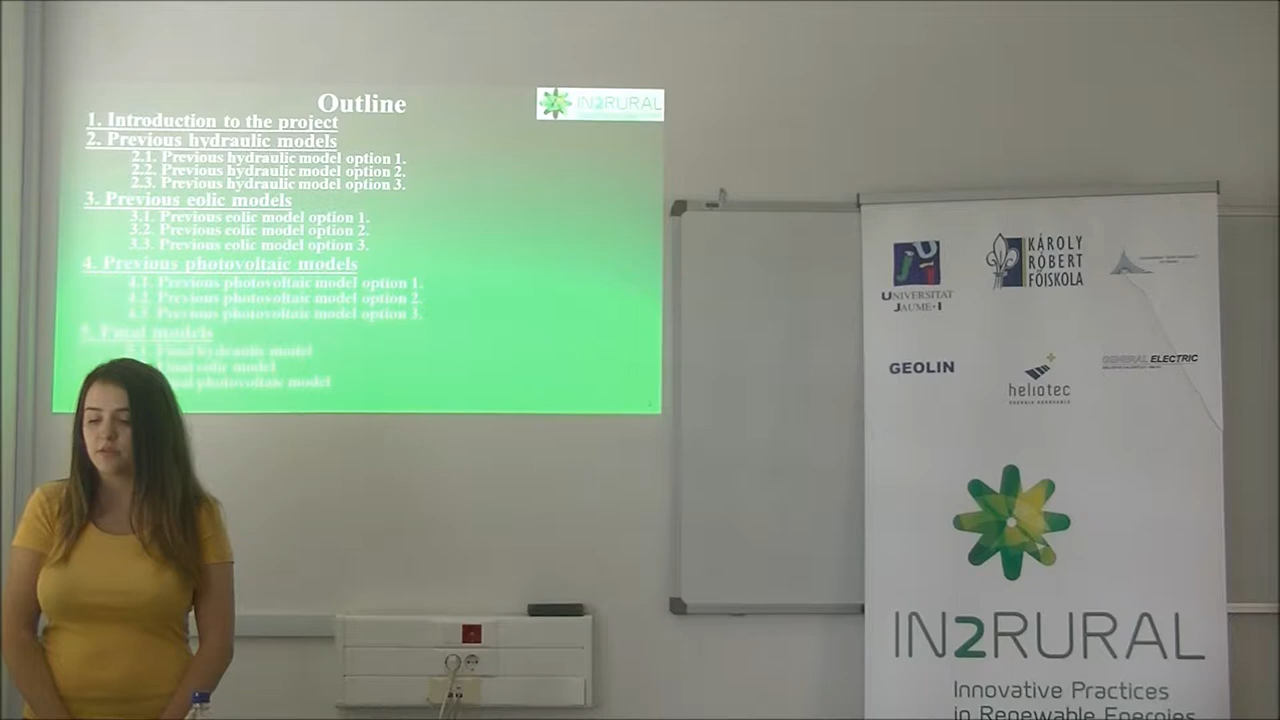 Outline
IN2RURAL
1. Introduction to the project
2. Previous hydraulic models
2.1. Previous hydraulic model option 1.
2.2. Previous hydraulic model option 2.
2.3. Previous hydraulic model option 3.
3. Previous eolic models
3.1. Previous eolic model option 1.
3.2. Previous eolic model option 2.
3.3. Previous eolic model option 3.
4. Previous photovoltaic models
4.1. Previous photovoltaic model option 1.
4.2. Previous photovoltaic model option 2.
4.3. Previous photovoltaic model option 3.
5. Final models
Final hydraulic model
Final eolic model
Final photovoltaic model
UNIVERSITAT
JAUME·I
KÁROLY
RÓBERT
FŐISKOLA
GEOLIN
heliotec
ENERGIA RENOVABLE
GENERAL ELECTRIC
IN2RURAL
Innovative Practices
in Renewable Energies